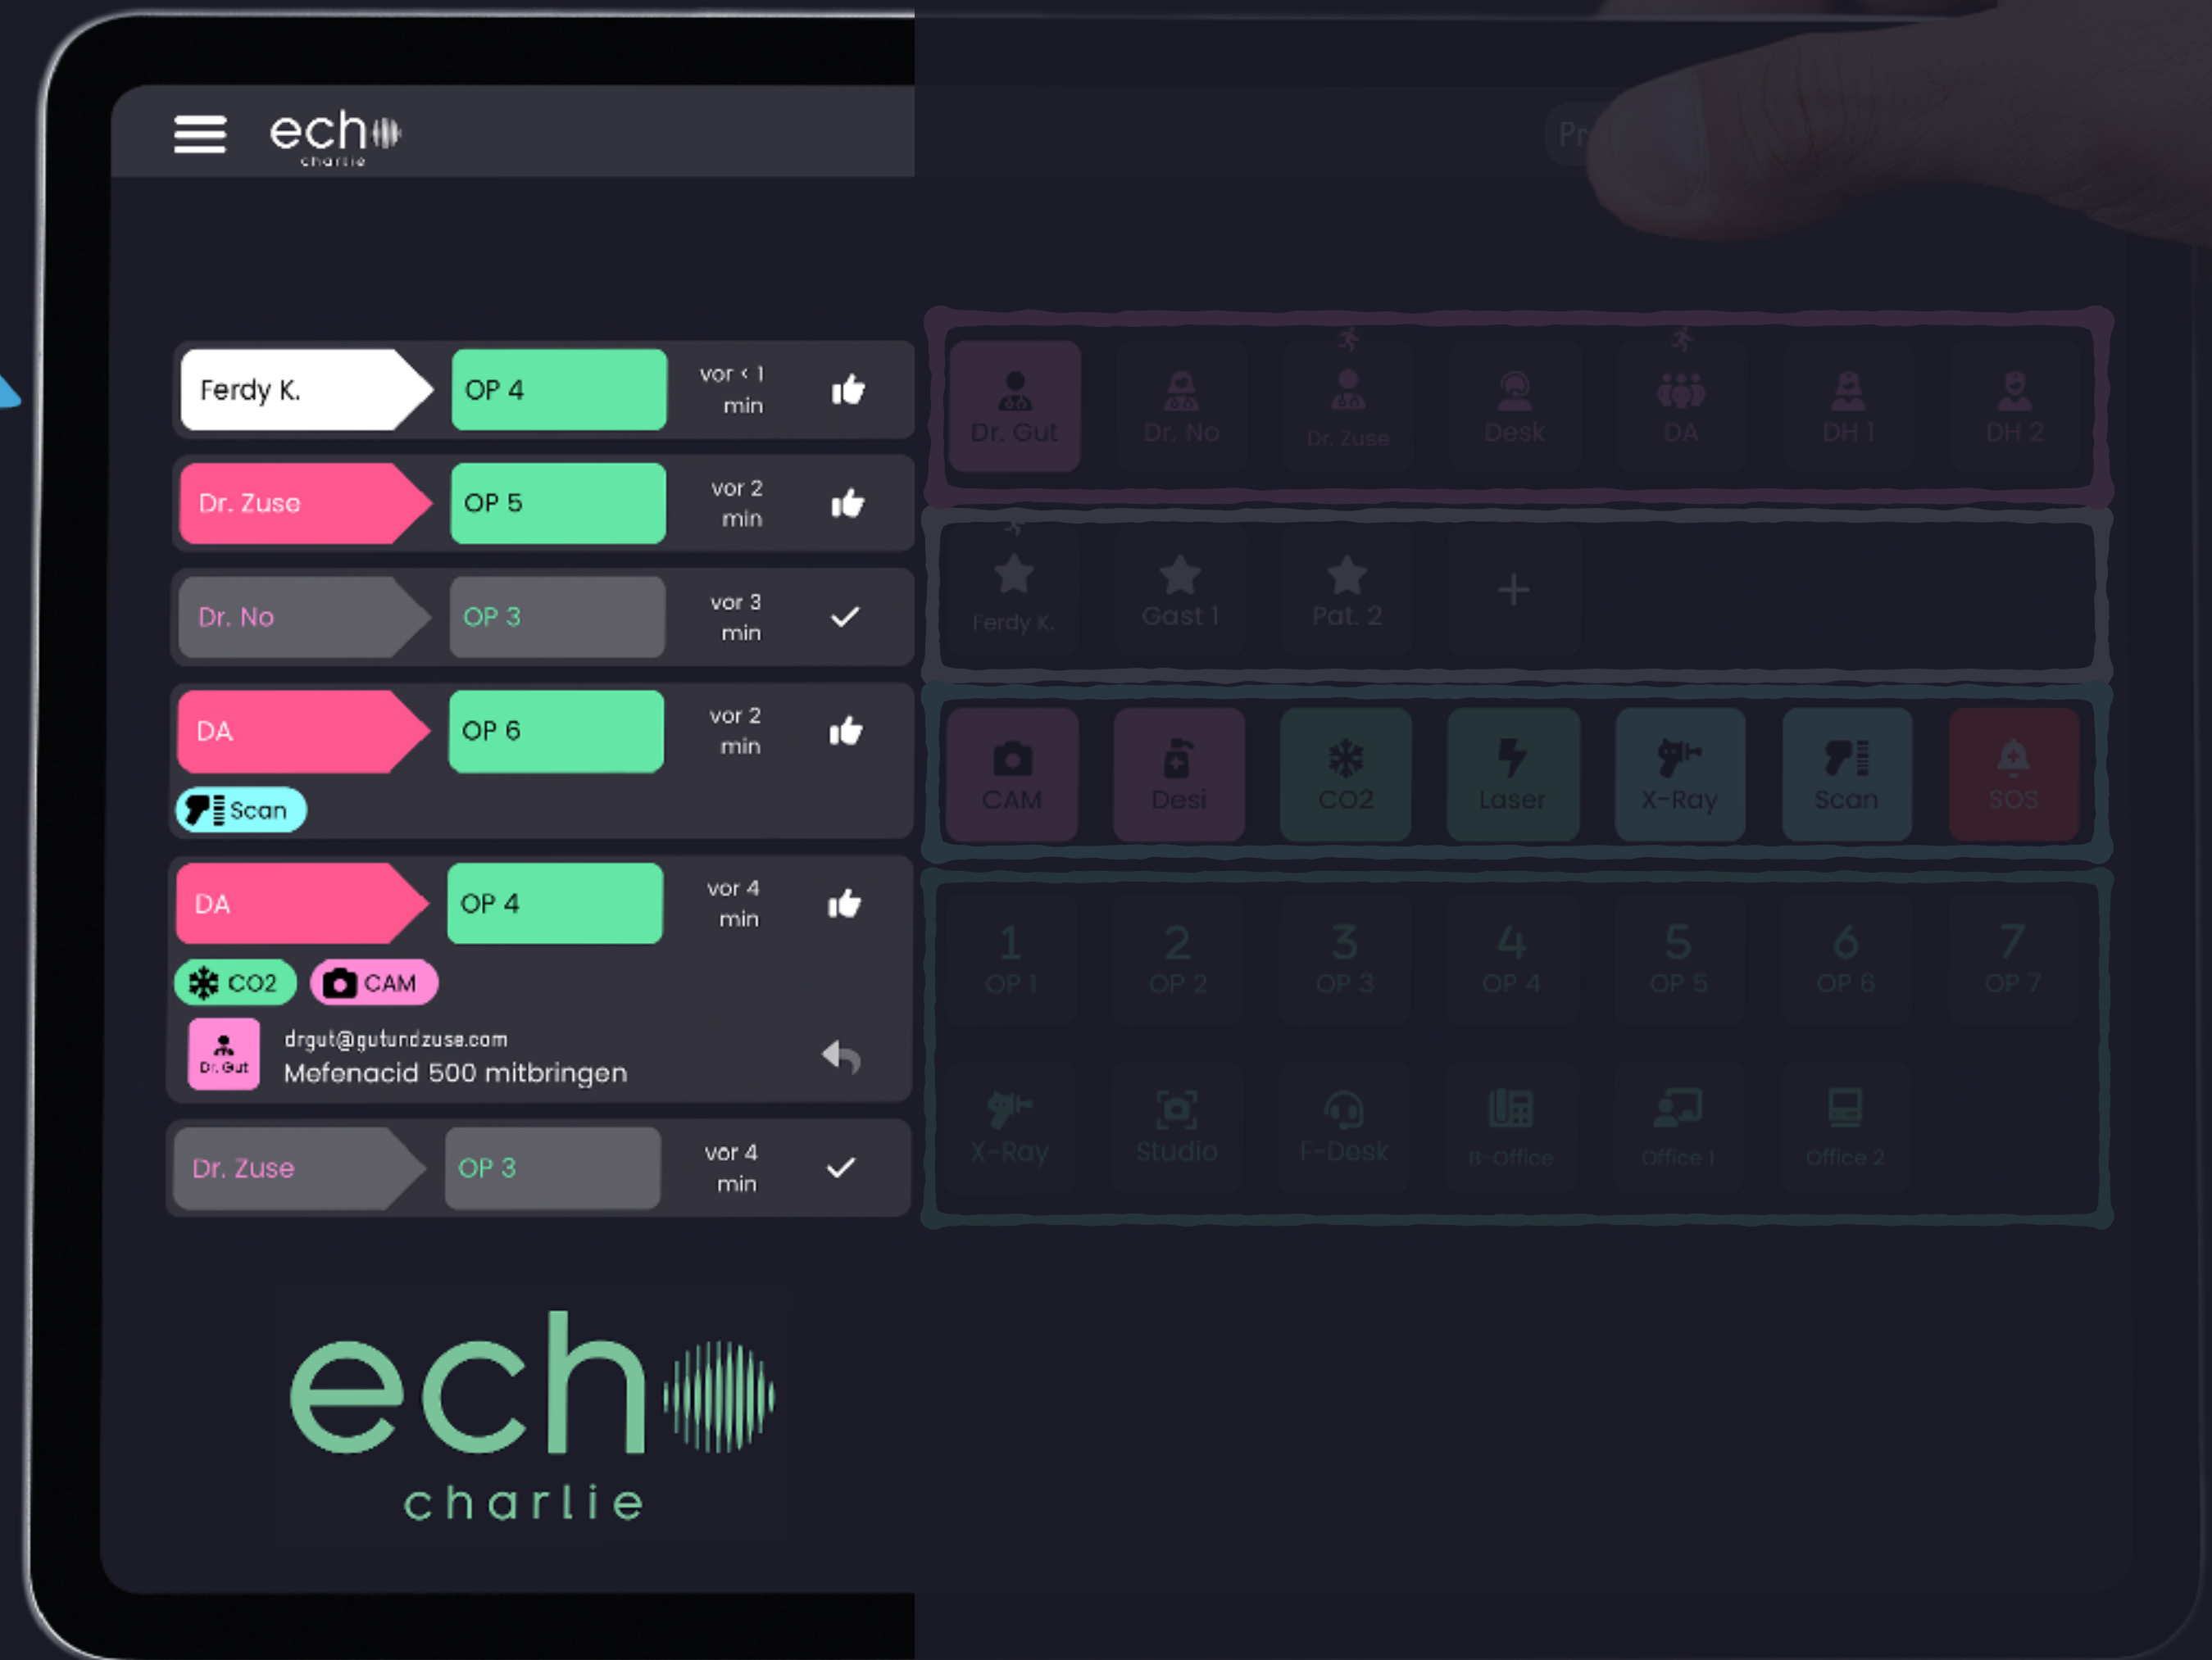 echo
charlie
Ferdy K.
OP 4
vor < 1
min
Dr. Zuse
OP 5
vor 2
min
Dr. No
OP 3
vor 3
min
DA
OP 6
vor 2
min
Scan
DA
OP 4
vor 4
min
CO2
CAM
Dr. Gut
drgut@gutundzuse.com
Mefenacid 500 mitbringen
Dr. Zuse
OP 3
vor 4
min
Dr. Gut
Dr. No
Dr. Zuse
Desk
DA
DH 1
DH 2
Ferdy K.
Gast 1
Pat. 2
+
CAM
Desi
CO2
Laser
X-Ray
Scan
SOS
1
2
3
4
5
6
7
OP 1
OP 2
OP 3
OP 4
OP 5
OP 6
OP 7
X-Ray
Studio
F-Desk
B-Office
Office 1
Office 2
echo
charlie